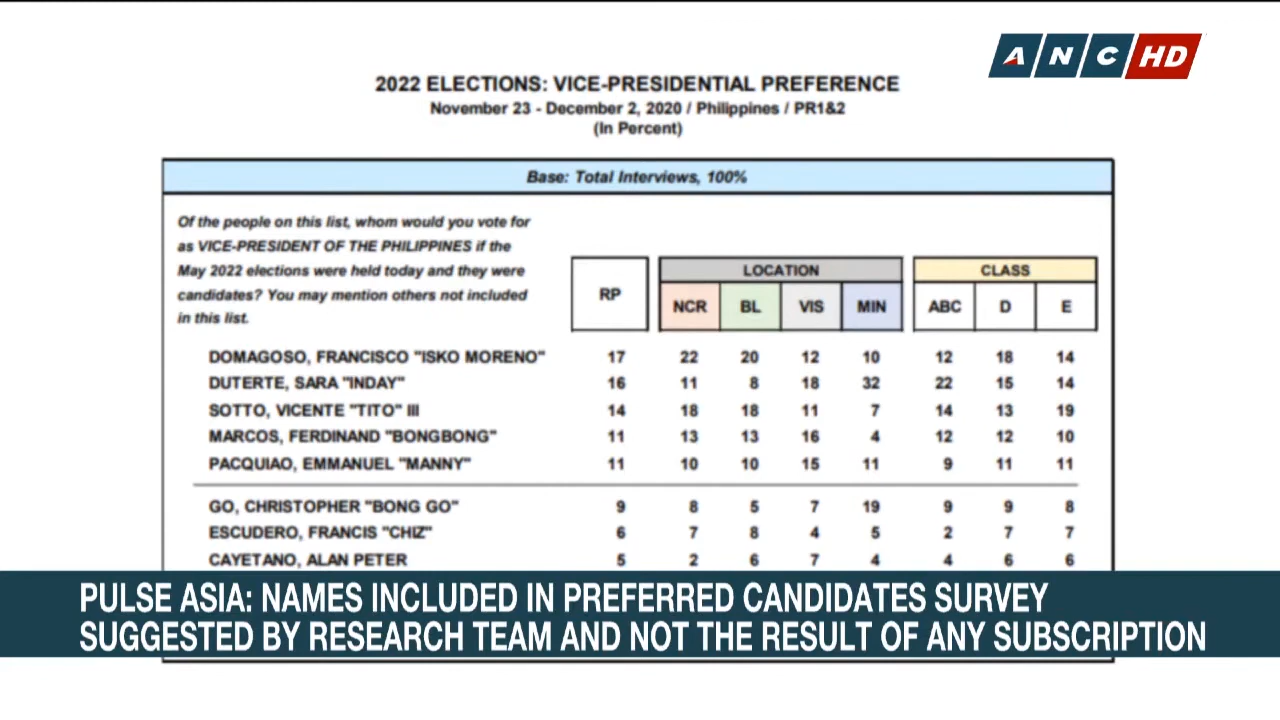 ANC HD
2022 ELECTIONS: VICE-PRESIDENTIAL PREFERENCE
November 23 - December 2, 2020 / Philippines / PR1&2
(In Percent)
Base: Total Interviews, 100%
Of the people on this list, whom would you vote for
as VICE-PRESIDENT OF THE PHILIPPINES if the
May 2022 elections were held today and they were
candidates? You may mention others not included
in this list.
RP
LOCATION
CLASS
NCR BL VIS MIN ABC D E
DOMAGOSO, FRANCISCO "ISKO MORENO" 17 22 20 12 10 12 18 14
DUTERTE, SARA "INDAY" 16 11 8 18 32 22 15 14
SOTTO, VICENTE "TITO" III 14 18 18 11 7 14 13 19
MARCOS, FERDINAND "BONGBONG" 11 13 13 16 4 12 12 10
PACQUIAO, EMMANUEL "MANNY" 11 10 10 15 11 9 11 11
GO, CHRISTOPHER "BONG GO" 9 8 5 7 19 9 9 8
ESCUDERO, FRANCIS "CHIZ" 6 7 8 4 5 2 7 7
CAYETANO, ALAN PETER 5 2 6 7 4 4 6 6
PULSE ASIA: NAMES INCLUDED IN PREFERRED CANDIDATES SURVEY
SUGGESTED BY RESEARCH TEAM AND NOT THE RESULT OF ANY SUBSCRIPTION